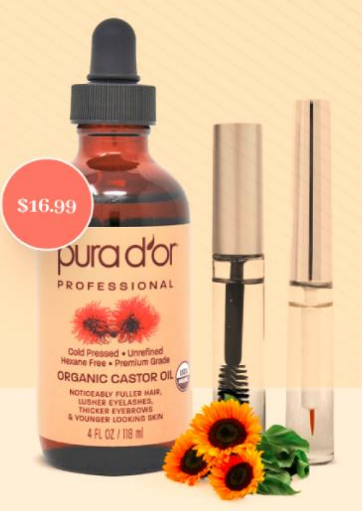 $16.99
pura d'or
PROFESSIONAL
Cold Pressed • Unrefined
Hexane Free • Premium Grade
ORGANIC CASTOR OIL
NOTICEABLY FULLER HAIR,
LUSHER EYELASHES,
THICKER EYEBROWS
& YOUNGER LOOKING SKIN
4 FL OZ / 118 ml